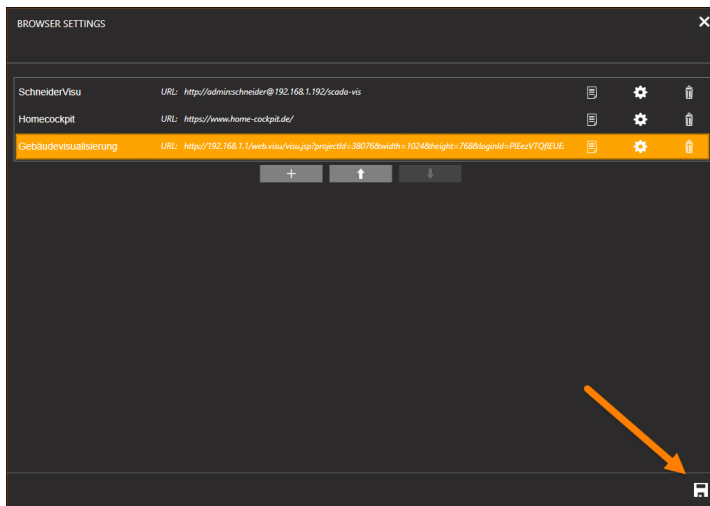 BROWSER SETTINGS
SchneiderVisu URL: http://admin:schneider@192.168.1.192/scada-vis
Homecockpit URL: https://www.home-cockpit.de/
Gebäudevisualisierung URL: http://192.168.1.1/web.visu/visu.jsp?projectId=38076&width=1024&height=768&loginId=PIEezVTQfIEUE